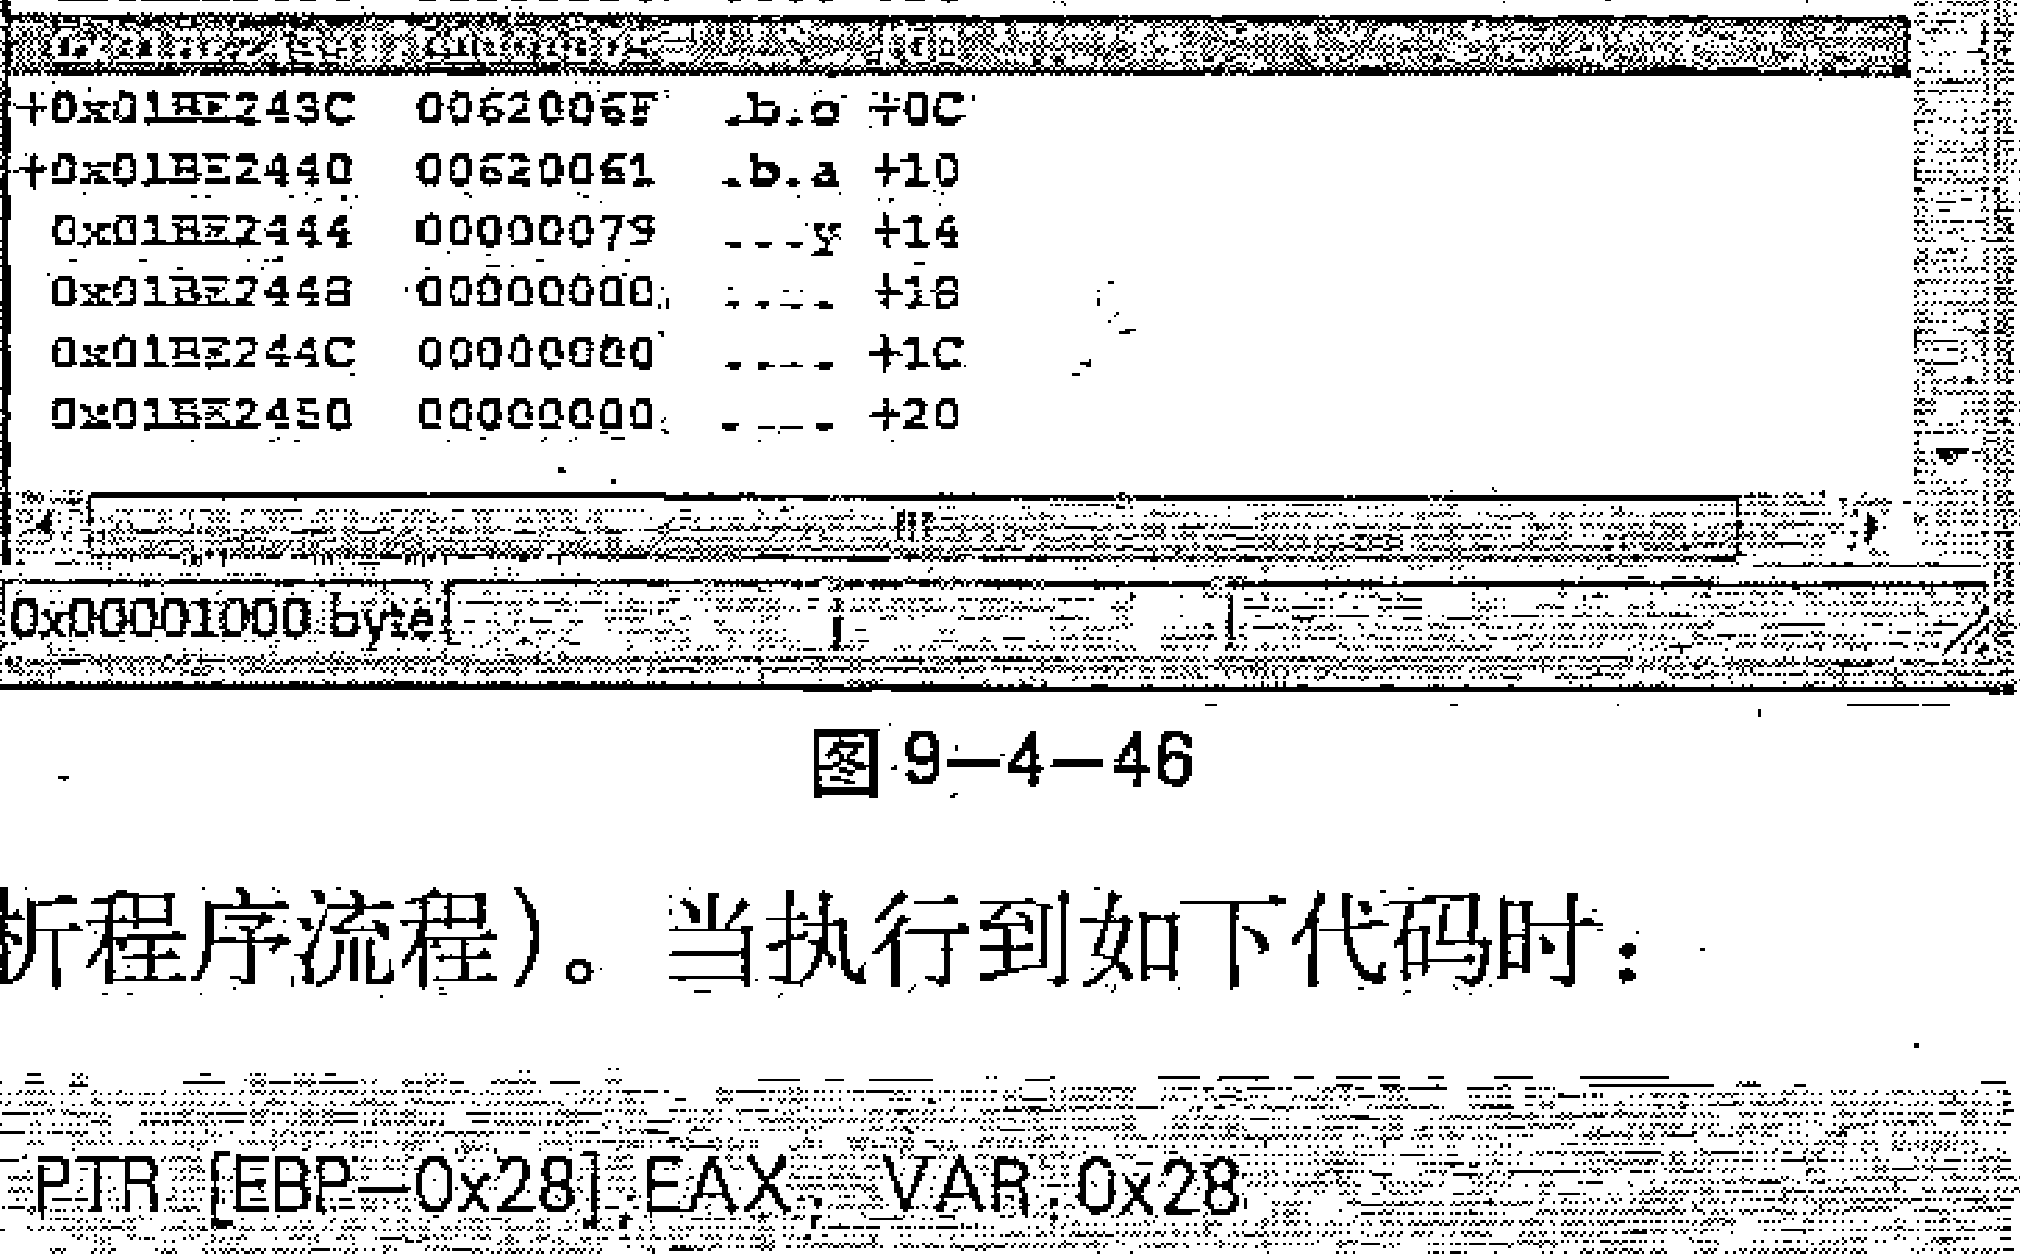 +0x01BE243C 0062006F .b.o +0C
+0x01BE2440 00620061 .b.a +10
0x01BE2444 00000079 ...y +14
0x01BE2448 00000000 .... +18
0x01BE244C 00000000 .... +1C
0x01BE2450 00000000 .... +20
0x00001000 byte
图 9—4—46
析程序流程）。当执行到如下代码时：
PTR [EBP—0x28],EAX; VAR.0x28